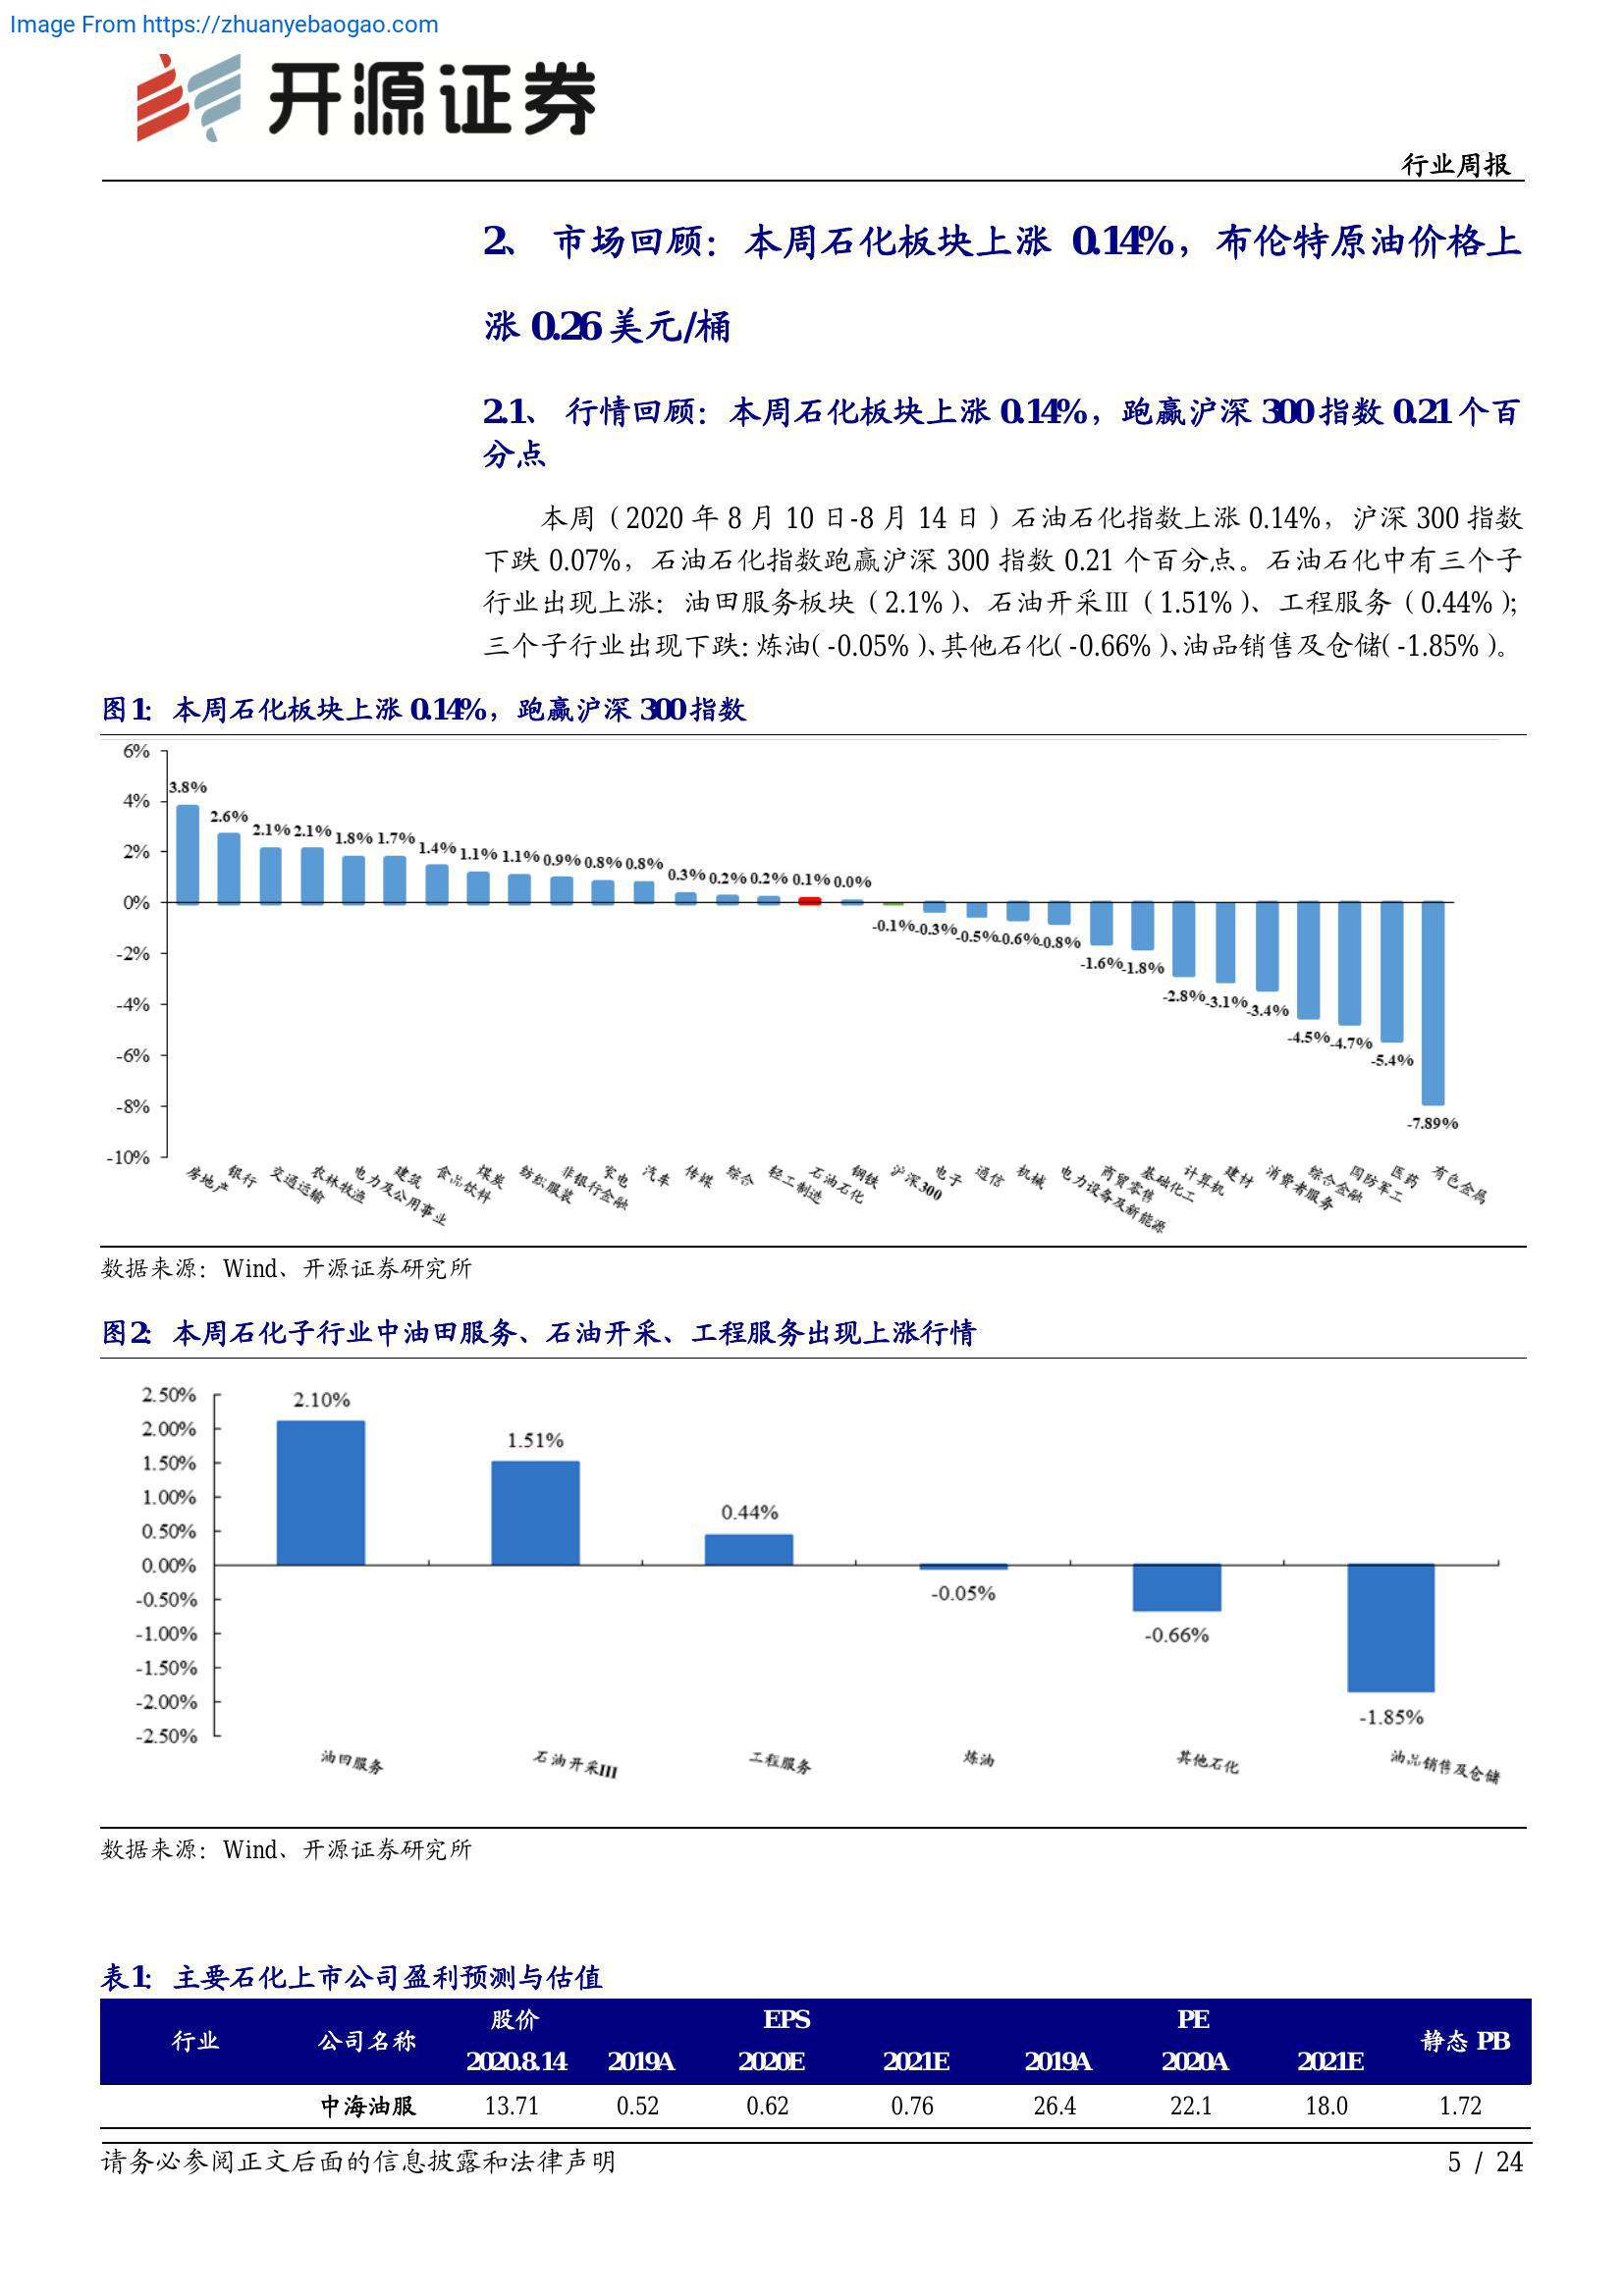 Image From https://zhuanyebaogao.com
开源证券
行业周报
2、 市场回顾：本周石化板块上涨 0.14%，布伦特原油价格上
涨 0.26 美元/桶
2.1、 行情回顾：本周石化板块上涨 0.14%，跑赢沪深 300 指数 0.21 个百
分点
本周（2020 年 8 月 10 日-8 月 14 日）石油石化指数上涨 0.14%，沪深 300 指数
下跌 0.07%，石油石化指数跑赢沪深 300 指数 0.21 个百分点。石油石化中有三个子
行业出现上涨：油田服务板块（2.1%）、石油开采III（1.51%）、工程服务（0.44%）；
三个子行业出现下跌：炼油（-0.05%）、其他石化（-0.66%）、油品销售及仓储（-1.85%）。
图1： 本周石化板块上涨 0.14%，跑赢沪深 300 指数
6%
4%
2%
0%
-2%
-4%
-6%
-8%
-10%
3.8% 2.6% 2.1% 2.1% 1.8% 1.7% 1.4% 1.1% 1.1% 0.9% 0.8% 0.8% 0.3% 0.2% 0.2% 0.1% 0.0%
-0.1% -0.3% -0.5% -0.6% -0.8% -1.6% -1.8% -2.8% -3.1% -3.4% -4.5% -4.7% -5.4% -7.89%
房地产 银行 交通运输 农林牧渔 电力及公用事业 建筑 食品饮料 煤炭 纺织服装 非银行金融 家电 汽车 传媒 综合 轻工制造 石油石化 钢铁 沪深300 电子 通信 机械 电力设备及新能源 商贸零售 基础化工 计算机 建材 消费者服务 综合金融 国防军工 医药 有色金属
数据来源：Wind、开源证券研究所
图2： 本周石化子行业中油田服务、石油开采、工程服务出现上涨行情
2.50%
2.00%
1.50%
1.00%
0.50%
0.00%
-0.50%
-1.00%
-1.50%
-2.00%
-2.50%
2.10% 1.51% 0.44% -0.05% -0.66% -1.85%
油田服务 石油开采III 工程服务 炼油 其他石化 油品销售及仓储
数据来源：Wind、开源证券研究所
表1： 主要石化上市公司盈利预测与估值
行业 公司名称 股价 EPS PE 静态 PB
2020.8.14 2019A 2020E 2021E 2019A 2020A 2021E
中海油服 13.71 0.52 0.62 0.76 26.4 22.1 18.0 1.72
请务必参阅正文后面的信息披露和法律声明
5 / 24